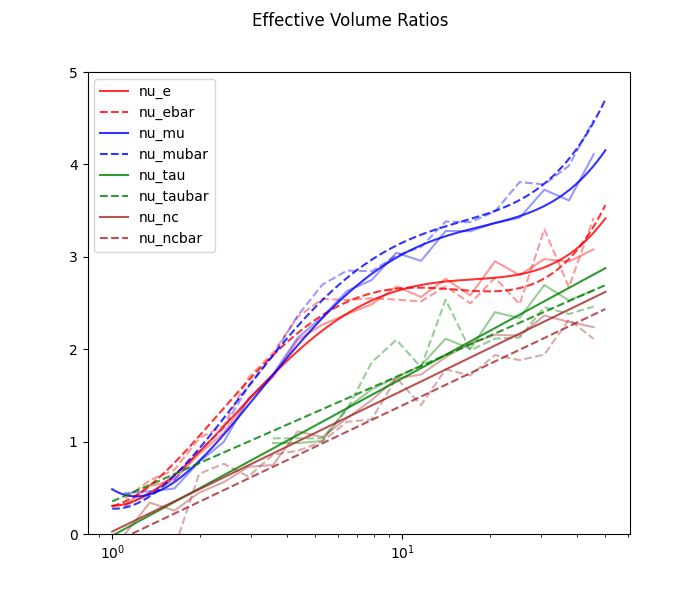 Effective Volume Ratios
5
4
3
2
1
0
nu_e
nu_ebar
nu_mu
nu_mubar
nu_tau
nu_taubar
nu_nc
nu_ncbar
10⁰
10¹